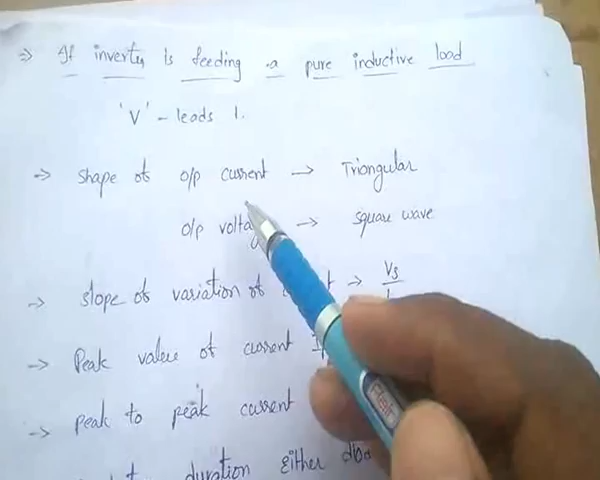 ⇒ If inverter is feeding a pure inductive load
'V' - leads I.
→ shape of o/p current → Triangular
o/p voltage → square wave
→ slope of variation of → Vs
→ Peak value of current
→ peak to peak current
duration either